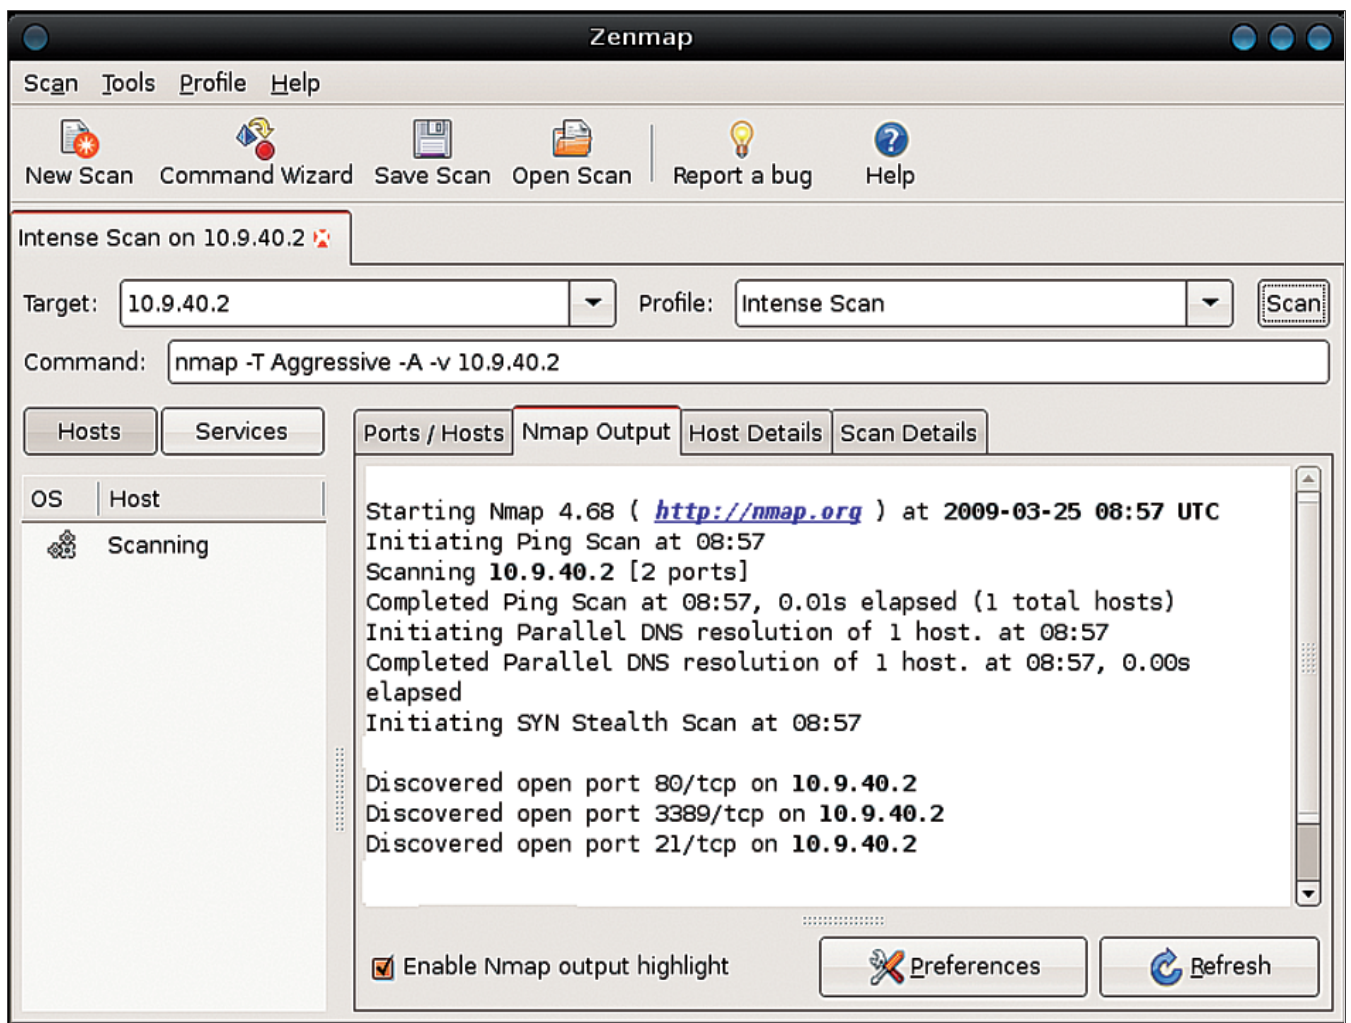 Zenmap
Scan Tools Profile Help
New Scan Command Wizard Save Scan Open Scan Report a bug Help
Intense Scan on 10.9.40.2
Target: 10.9.40.2 Profile: Intense Scan Scan
Command: nmap -T Aggressive -A -v 10.9.40.2
Hosts Services
OS Host
Scanning
Ports / Hosts Nmap Output Host Details Scan Details
Starting Nmap 4.68 ( http://nmap.org ) at 2009-03-25 08:57 UTC
Initiating Ping Scan at 08:57
Scanning 10.9.40.2 [2 ports]
Completed Ping Scan at 08:57, 0.01s elapsed (1 total hosts)
Initiating Parallel DNS resolution of 1 host. at 08:57
Completed Parallel DNS resolution of 1 host. at 08:57, 0.00s
elapsed
Initiating SYN Stealth Scan at 08:57
Discovered open port 80/tcp on 10.9.40.2
Discovered open port 3389/tcp on 10.9.40.2
Discovered open port 21/tcp on 10.9.40.2
Enable Nmap output highlight Preferences Refresh